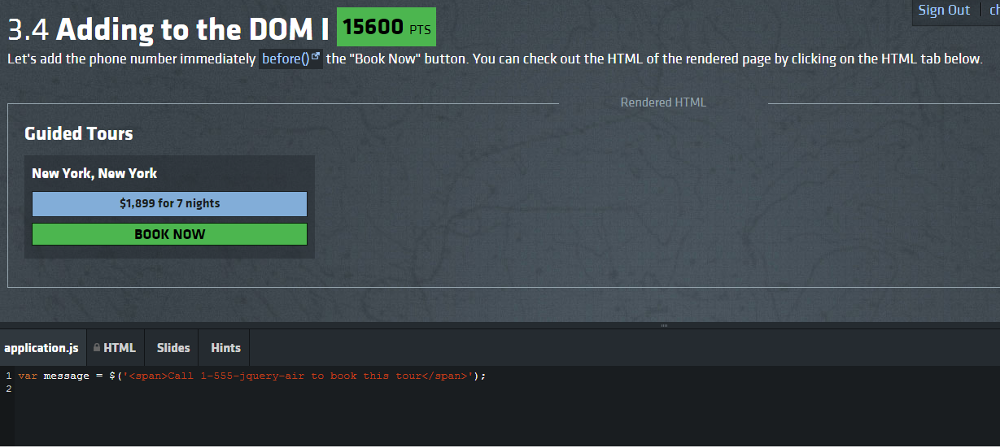 Sign Out
3.4 Adding to the DOM I 15600 PTS
Let's add the phone number immediately before() the "Book Now" button. You can check out the HTML of the rendered page by clicking on the HTML tab below.
Rendered HTML
Guided Tours
New York, New York
$1,899 for 7 nights
BOOK NOW
application.js HTML Slides Hints
1 var message = $('<span>Call 1-555-jquery-air to book this tour</span>');
2